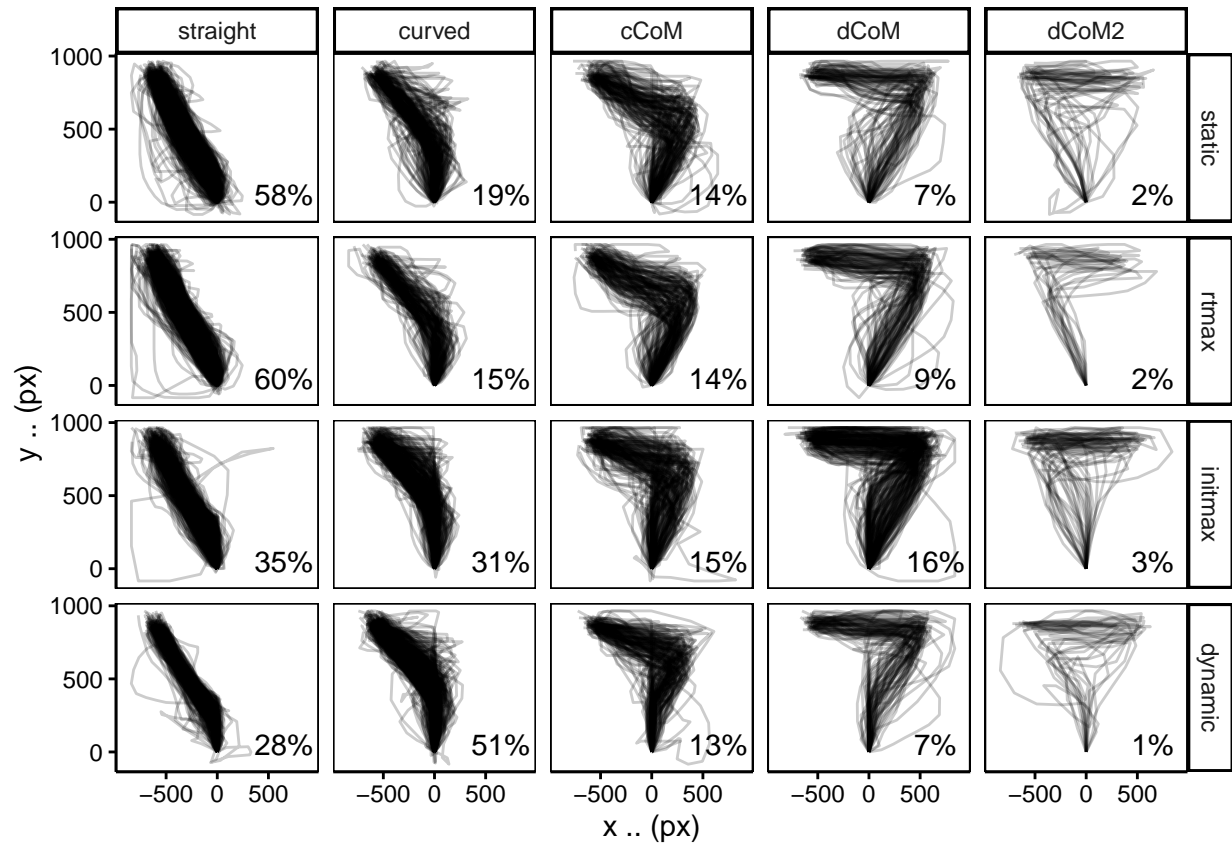 straight curved cCoM dCoM dCoM2
1000
500
0
58% 19% 14% 7% 2%
static
1000
500
0
60% 15% 14% 9% 2%
rtmax
y .. (px)
1000
500
0
35% 31% 15% 16% 3%
initmax
1000
500
0
28% 51% 13% 7% 1%
dynamic
−500 0 500 −500 0 500 −500 0 500 −500 0 500 −500 0 500
x .. (px)